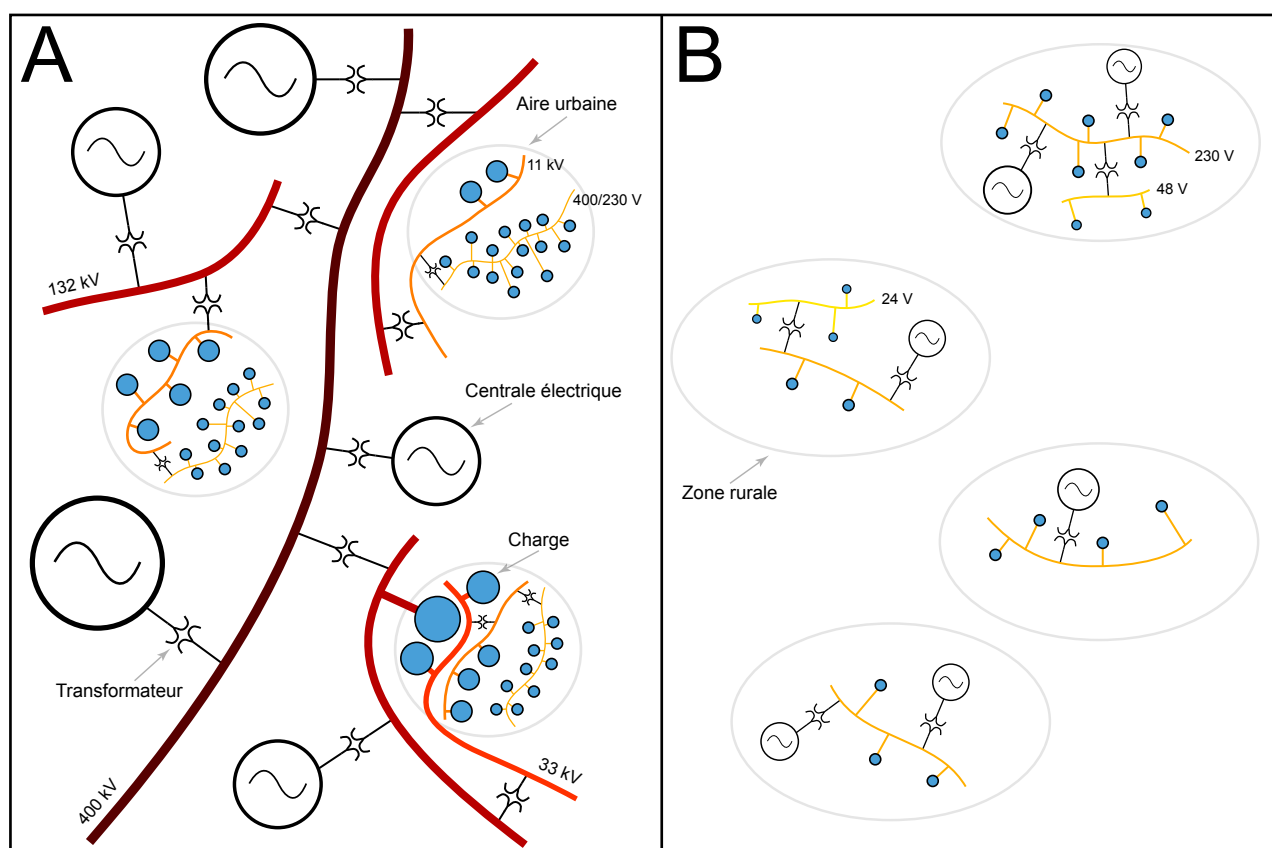 A
Aire urbaine
11 kV
400/230 V
132 kV
Centrale électrique
Charge
Transformateur
33 kV
400 kV
B
230 V
48 V
24 V
Zone rurale